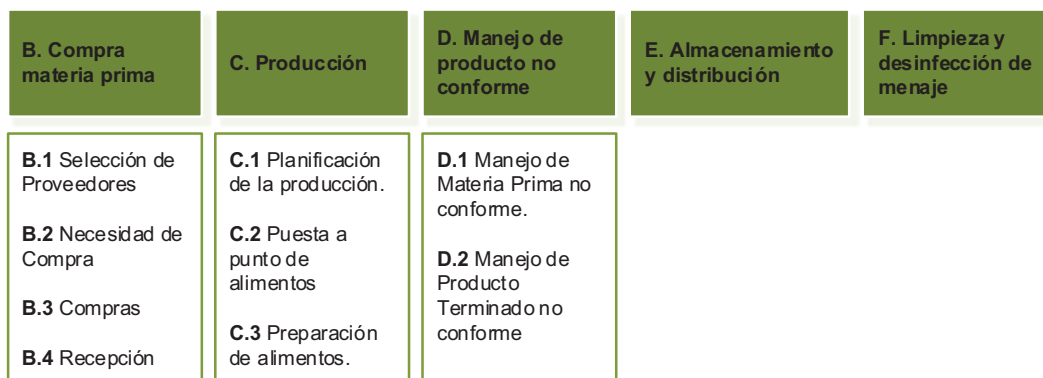 B. Compra
materia prima
C. Producción
D. Manejo de
producto no
conforme
E. Almacenamiento
y distribución
F. Limpieza y
desinfección de
menaje
B.1 Selección de
Proveedores
B.2 Necesidad de
Compra
B.3 Compras
B.4 Recepción
C.1 Planificación
de la producción.
C.2 Puesta a
punto de
alimentos
C.3 Preparación
de alimentos.
D.1 Manejo de
Materia Prima no
conforme.
D.2 Manejo de
Producto
Terminado no
conforme